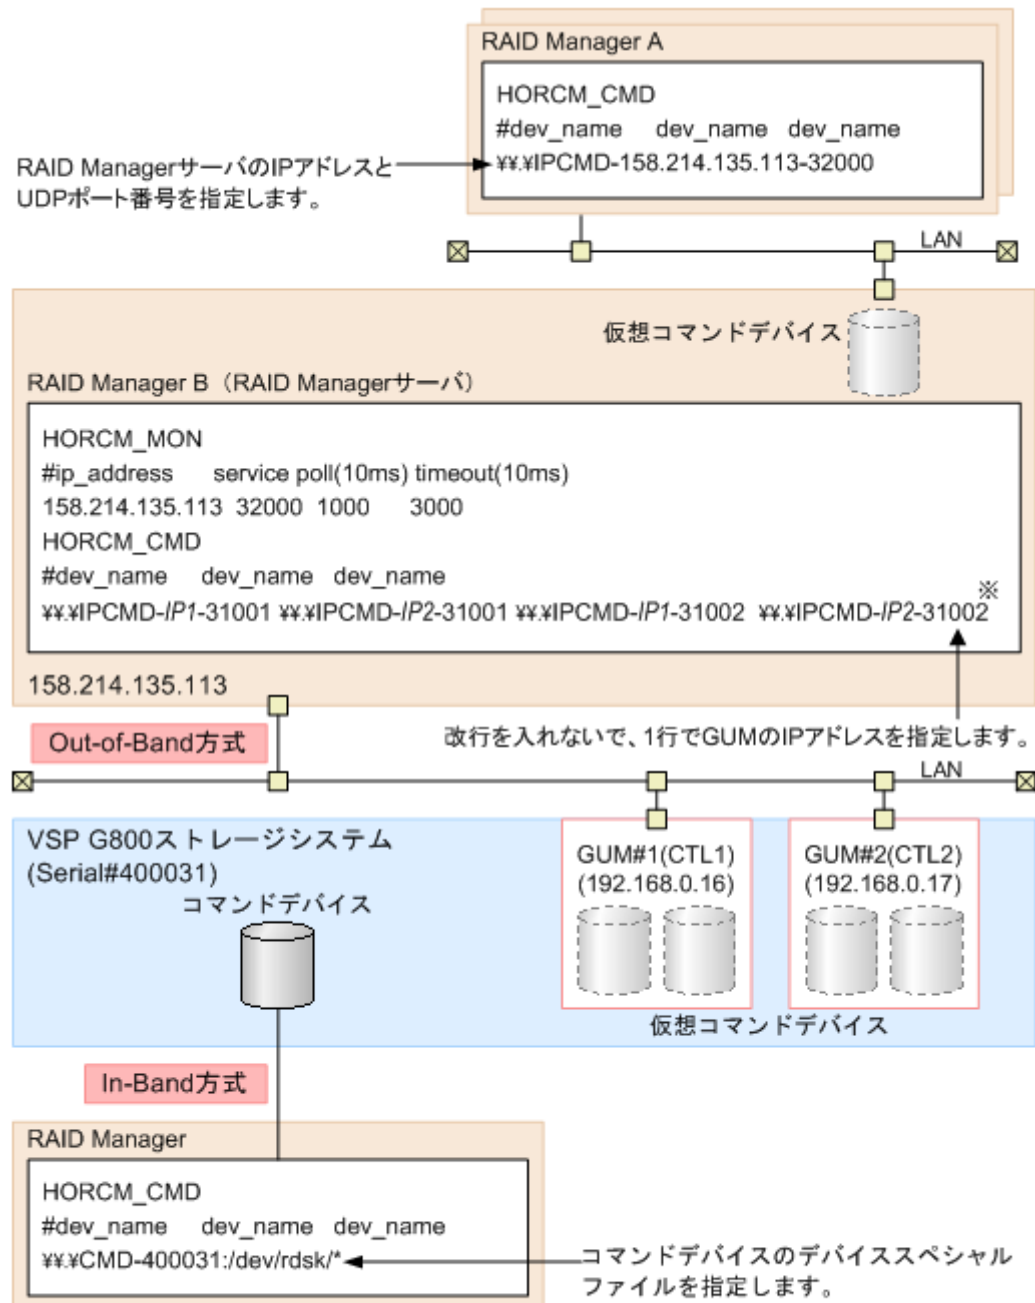 RAID Manager A
HORCM_CMD
#dev_name dev_name dev_name
¥¥.¥IPCMD-158.214.135.113-32000
RAID ManagerサーバのIPアドレスと
UDPポート番号を指定します。
LAN
仮想コマンドデバイス
RAID Manager B（RAID Managerサーバ）
HORCM_MON
#ip_address service poll(10ms) timeout(10ms)
158.214.135.113 32000 1000 3000
HORCM_CMD
#dev_name dev_name dev_name
¥¥.¥IPCMD-IP1-31001 ¥¥.¥IPCMD-IP2-31001 ¥¥.¥IPCMD-IP1-31002 ¥¥.¥IPCMD-IP2-31002※
158.214.135.113
Out-of-Band方式
改行を入れないで、1行でGUMのIPアドレスを指定します。
LAN
VSP G800ストレージシステム
(Serial#400031)
コマンドデバイス
GUM#1(CTL1)
(192.168.0.16)
GUM#2(CTL2)
(192.168.0.17)
仮想コマンドデバイス
In-Band方式
RAID Manager
HORCM_CMD
#dev_name dev_name dev_name
¥¥.¥CMD-400031:/dev/rdsk/*
コマンドデバイスのデバイススペシャル
ファイルを指定します。